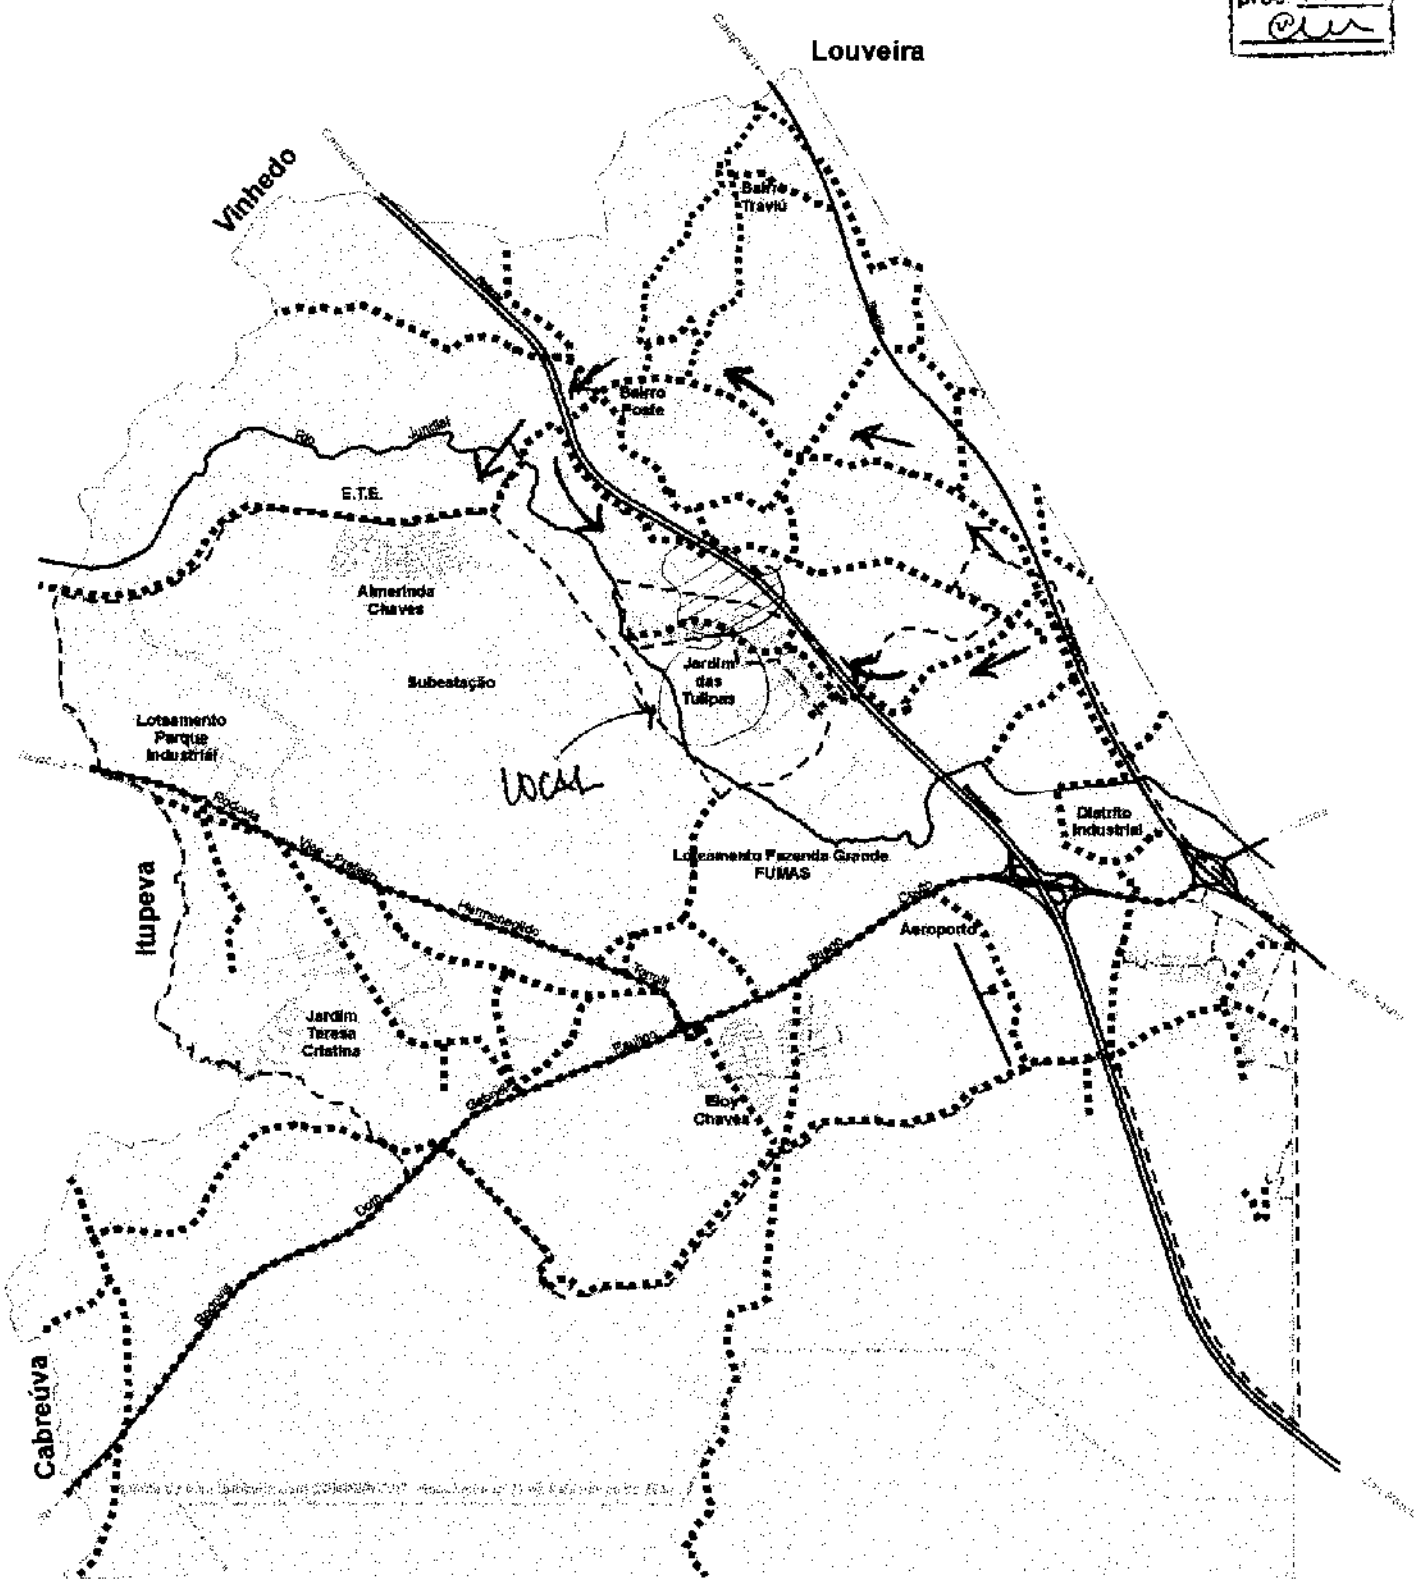 proc.
Louveira
Vinhedo
Bairro
Traviú
Bairro
Poste
Rio
Jundiaí
E.T.E.
Almerinda
Chaves
Subestação
Jardim
das
Tulipas
Loteamento
Parque
Industrial
LOCAL
Rodovia
Vice - Prefeito
Hermenegildo
Tonolli
Distrito
Industrial
Loteamento Fazenda Grande
FUMAS
Itupeva
Aeroporto
Jardim
Teresa
Cristina
Eloy
Chaves
Rodovia
Dom
Gabriel
Paulino
Bueno
Couto
Cabreúva